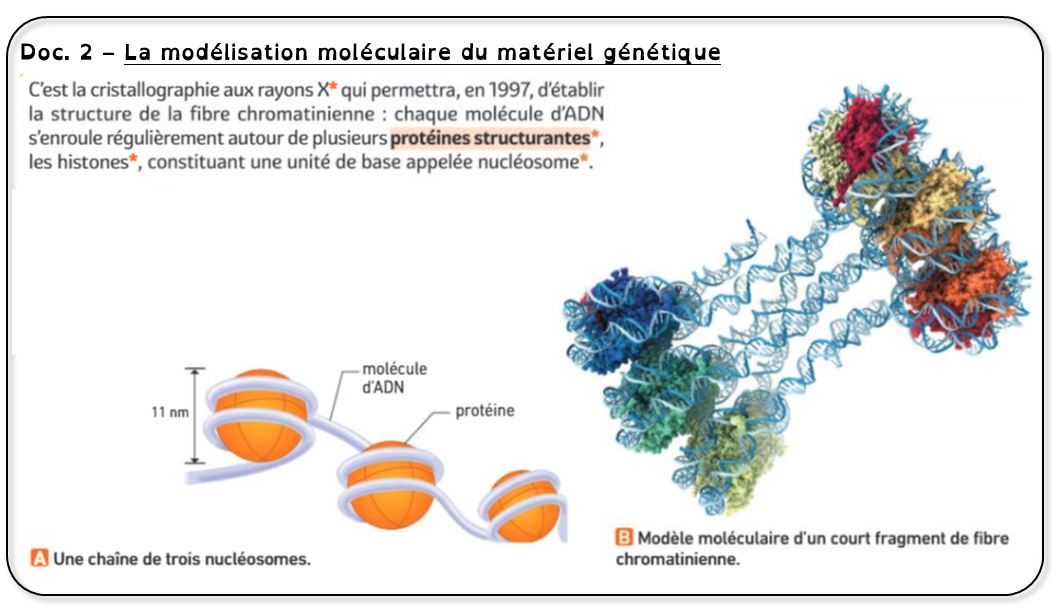 Doc. 2 – La modélisation moléculaire du matériel génétique
C'est la cristallographie aux rayons X* qui permettra, en 1997, d'établir
la structure de la fibre chromatinienne : chaque molécule d'ADN
s'enroule régulièrement autour de plusieurs protéines structurantes*,
les histones*, constituant une unité de base appelée nucléosome*.
molécule
d'ADN
11 nm
protéine
A Une chaîne de trois nucléosomes.
B Modèle moléculaire d'un court fragment de fibre
chromatinienne.